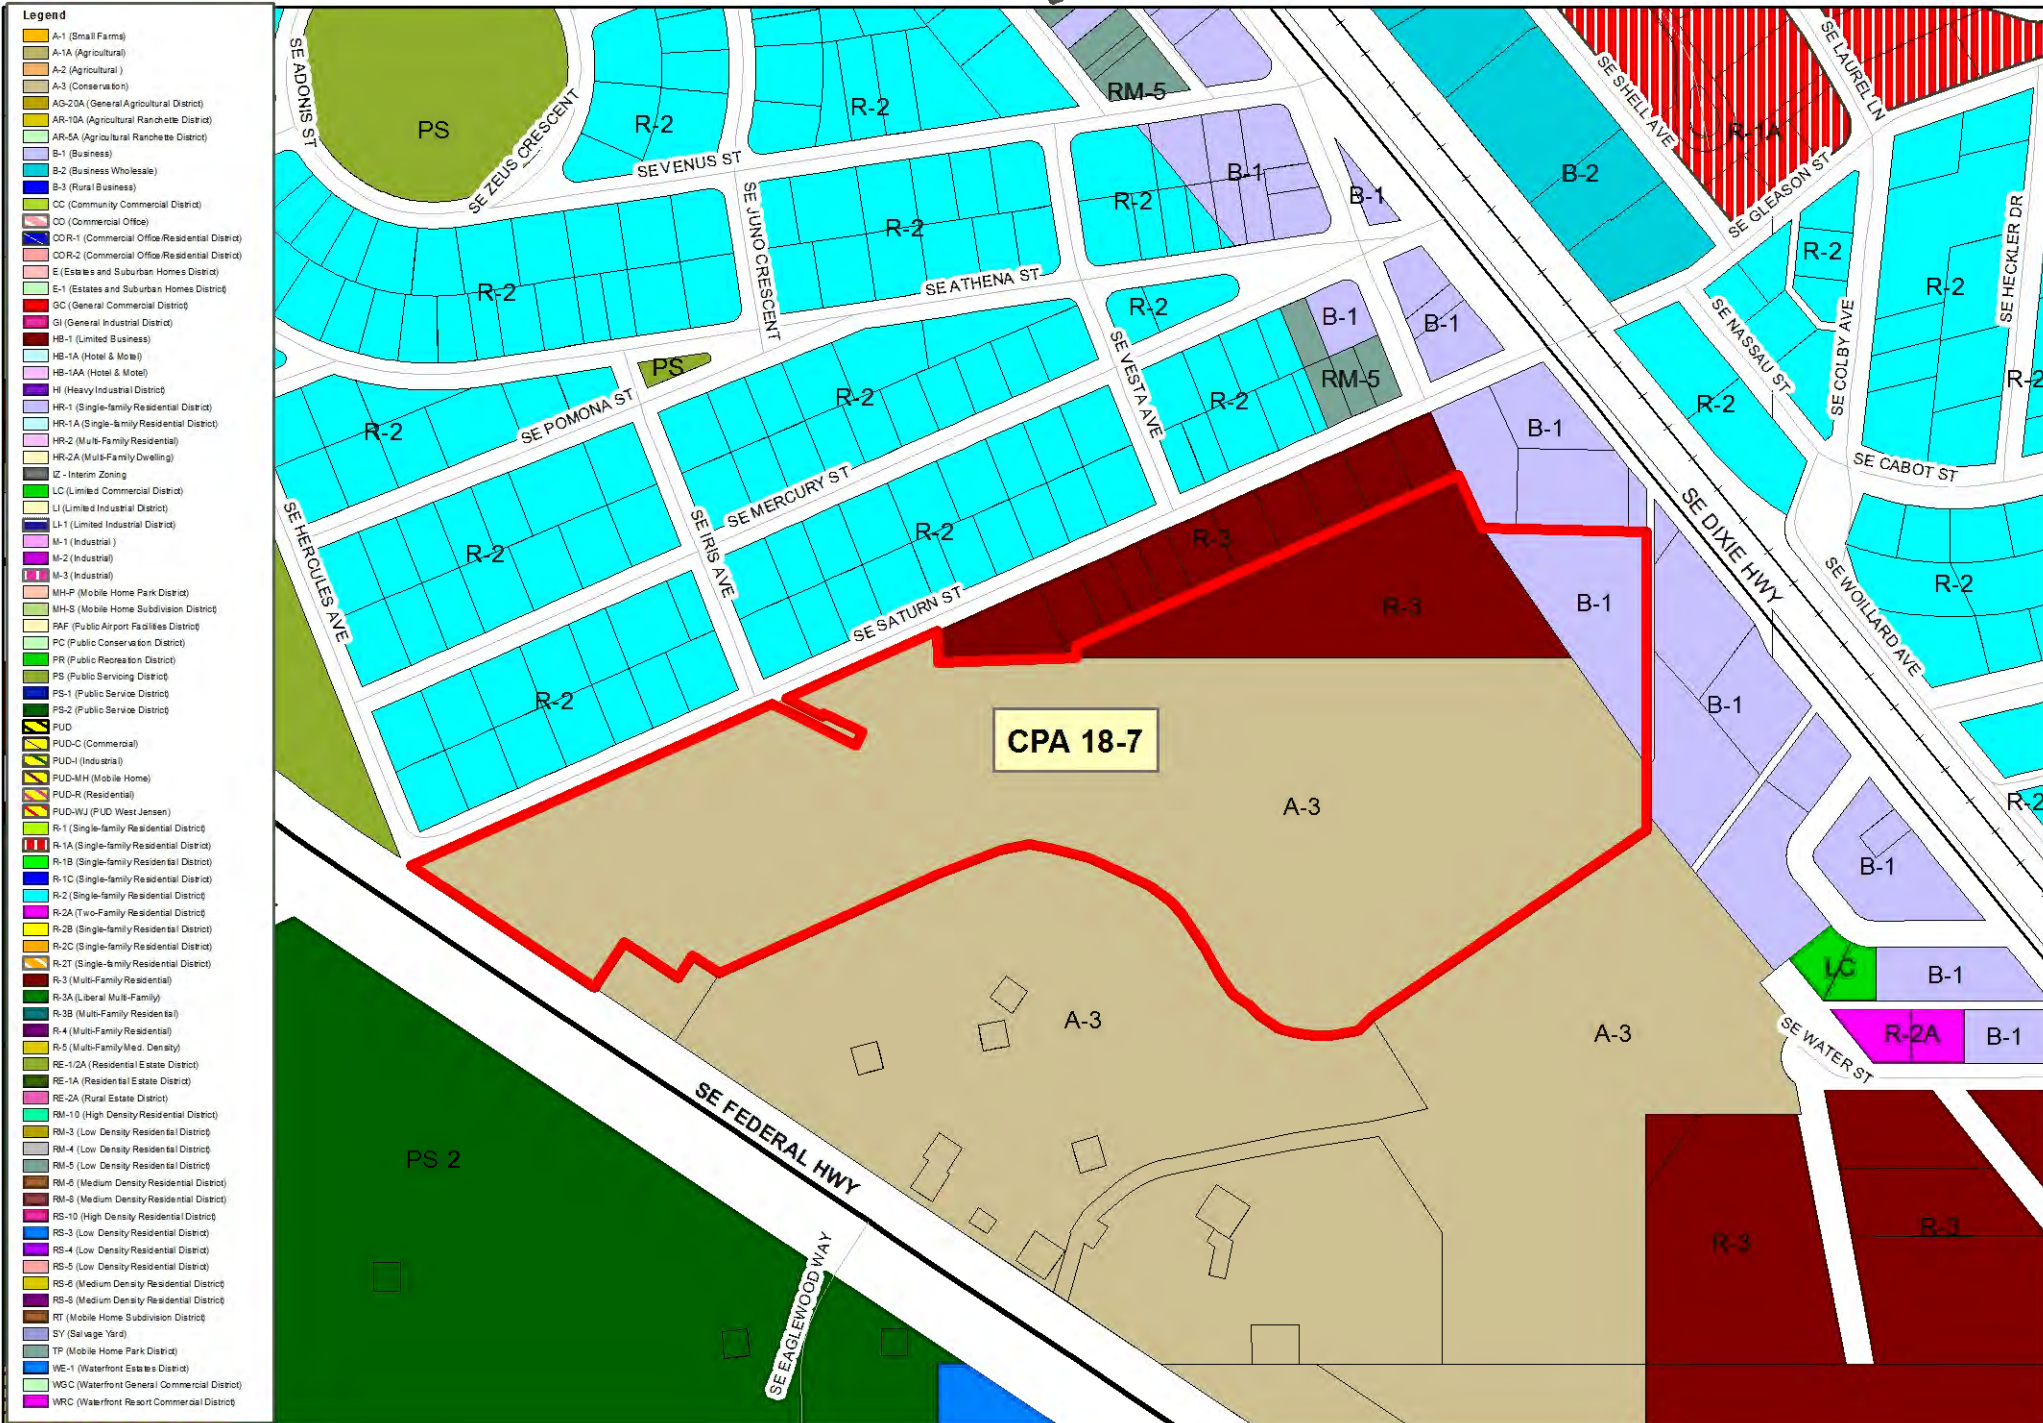 Legend
A-1 (Small Farms)
A-1A (Agricultural)
A-2 (Agricultural )
A-3 (Conservation)
AG-20A (General Agricultural District)
AR-10A (Agricultural Ranchette District)
AR-5A (Agricultural Ranchette District)
B-1 (Business)
B-2 (Business Wholesale)
B-3 (Rural Business)
CC (Community Commercial District)
CO (Commercial Office)
COR-1 (Commercial Office/Residential District)
COR-2 (Commercial Office/Residential District)
E (Estates and Suburban Homes District)
E-1 (Estates and Suburban Homes District)
GC (General Commercial District)
GI (General Industrial District)
HB-1 (Limited Business)
HB-1A (Hotel & Motel)
HB-1AA (Hotel & Motel)
HI (Heavy Industrial District)
HR-1 (Single-family Residential District)
HR-1A (Single-family Residential District)
HR-2 (Multi-Family Residential)
HR-2A (Multi-Family Dwelling)
IZ - Interim Zoning
LC (Limited Commercial District)
LI (Limited Industrial District)
LI-1 (Limited Industrial District)
M-1 (Industrial )
M-2 (Industrial)
M-3 (Industrial)
MH-P (Mobile Home Park District)
MH-S (Mobile Home Subdivision District)
PAF (Public Airport Facilities District)
PC (Public Conservation District)
PR (Public Recreation District)
PS (Public Servicing District)
PS-1 (Public Service District)
PS-2 (Public Service District)
PUD
PUD-C (Commercial)
PUD-I (Industrial)
PUD-MH (Mobile Home)
PUD-R (Residential)
PUD-WJ (PUD West Jensen)
R-1 (Single-family Residential District)
R-1A (Single-family Residential District)
R-1B (Single-family Residential District)
R-1C (Single-family Residential District)
R-2 (Single-family Residential District)
R-2A (Two-Family Residential District)
R-2B (Single-family Residential District)
R-2C (Single-family Residential District)
R-2T (Single-family Residential District)
R-3 (Multi-Family Residential)
R-3A (Liberal Multi-Family)
R-3B (Multi-Family Residential)
R-4 (Multi-Family Residential)
R-5 (Multi-Family Med. Density)
RE-1/2A (Residential Estate District)
RE-1A (Residential Estate District)
RE-2A (Rural Estate District)
RM-10 (High Density Residential District)
RM-3 (Low Density Residential District)
RM-4 (Low Density Residential District)
RM-5 (Low Density Residential District)
RM-6 (Medium Density Residential District)
RM-8 (Medium Density Residential District)
RS-10 (High Density Residential District)
RS-3 (Low Density Residential District)
RS-4 (Low Density Residential District)
RS-5 (Low Density Residential District)
RS-6 (Medium Density Residential District)
RS-8 (Medium Density Residential District)
RT (Mobile Home Subdivision District)
SY (Salvage Yard)
TP (Mobile Home Park District)
WE-1 (Waterfront Estates District)
WGC (Waterfront General Commercial District)
WRC (Waterfront Resort Commercial District)
SE ADONIS ST
PS
SE ZEUS CRESCENT
R-2
R-2
RM-5
SE VENUS ST
SE JUNO CRESCENT
R-2
R-2
B-1
B-1
B-2
SE SHELL AVE
R-1A
SE LAUREL LN
SE GLEASON ST
R-2
R-2
SE HECKLER DR
R-2
SE ATHENA ST
R-2
B-1
B-1
SE NASSAU ST
SE COLBY AVE
PS
R-2
SE VESTA AVE
R-2
RM-5
R-2
R-2
R-2
SE POMONA ST
B-1
SE CABOT ST
SE MERCURY ST
SE HERCULES AVE
R-2
SE IRIS AVE
R-2
R-3
SE DIXIE HWY
R-2
SE WOILLARD AVE
SE SATURN ST
R-3
B-1
R-2
B-1
CPA 18-7
A-3
R-2
B-1
LC
B-1
A-3
A-3
SE WATER ST
R-2A
B-1
SE FEDERAL HWY
PS 2
R-3
R-3
SE EAGLEWOOD WAY